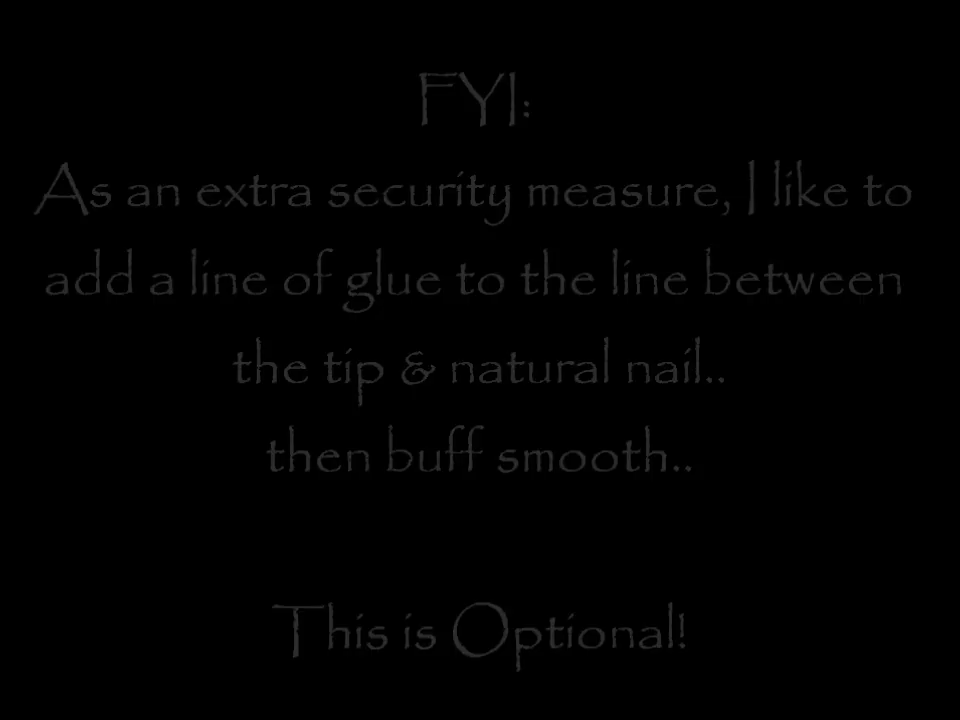 FYI:
As an extra security measure, I like to
add a line of glue to the line between
the tip & natural nail..
then buff smooth..
This is Optional!